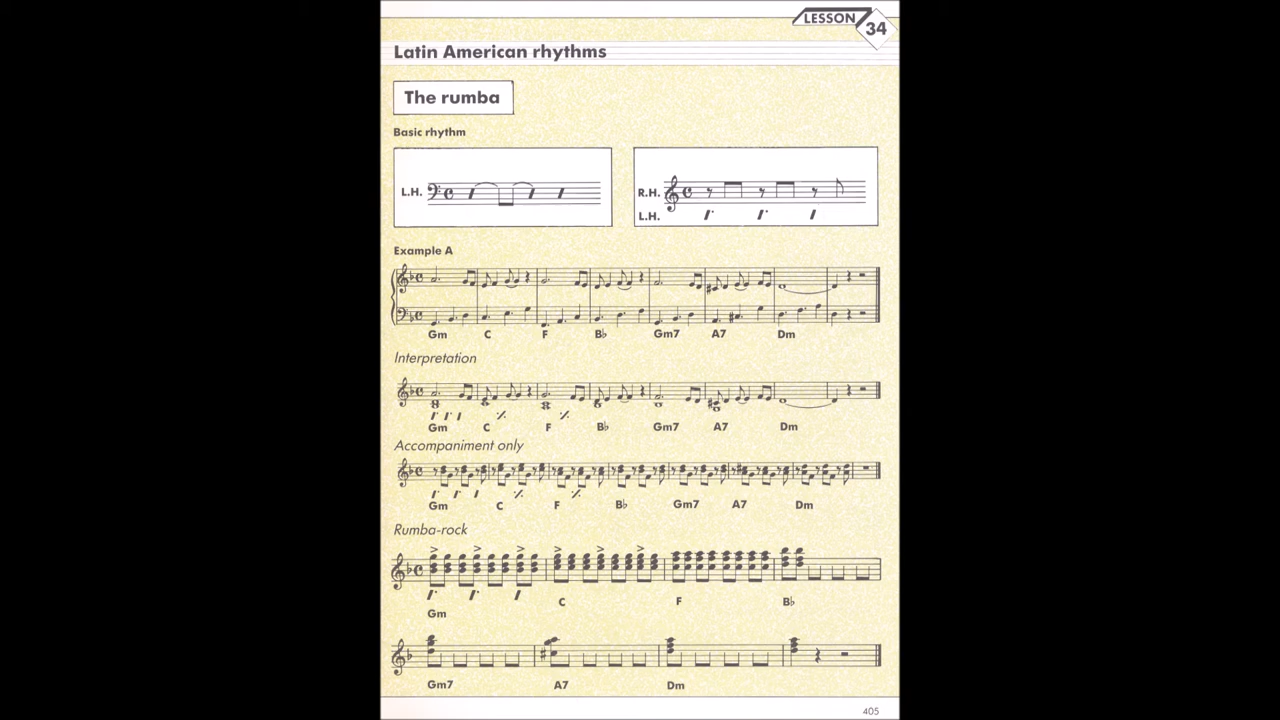 LESSON
34
Latin American rhythms
The rumba
Basic rhythm
L.H.
R.H.
L.H.
Example A
Gm C F B♭ Gm7 A7 Dm
Interpretation
Gm C F B♭ Gm7 A7 Dm
Accompaniment only
Gm C F B♭ Gm7 A7 Dm
Rumba-rock
Gm C F B♭
Gm7 A7 Dm
405